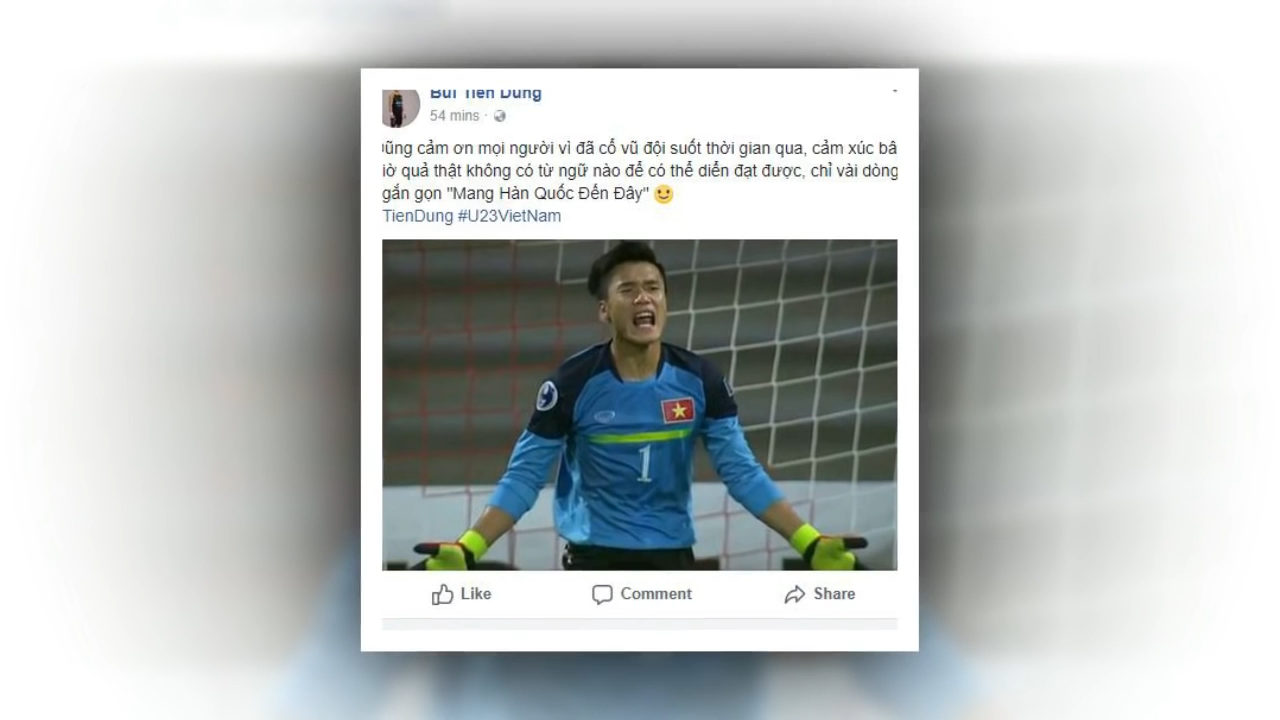 Bùi Tiến Dũng
54 mins ·
Dũng cảm ơn mọi người vì đã cổ vũ đội suốt thời gian qua, cảm xúc bâ
iờ quả thật không có từ ngữ nào để có thể diển đạt được, chỉ vài dòng
gắn gọn "Mang Hàn Quốc Đến Đây"
TienDung #U23VietNam
1
Like
Comment
Share